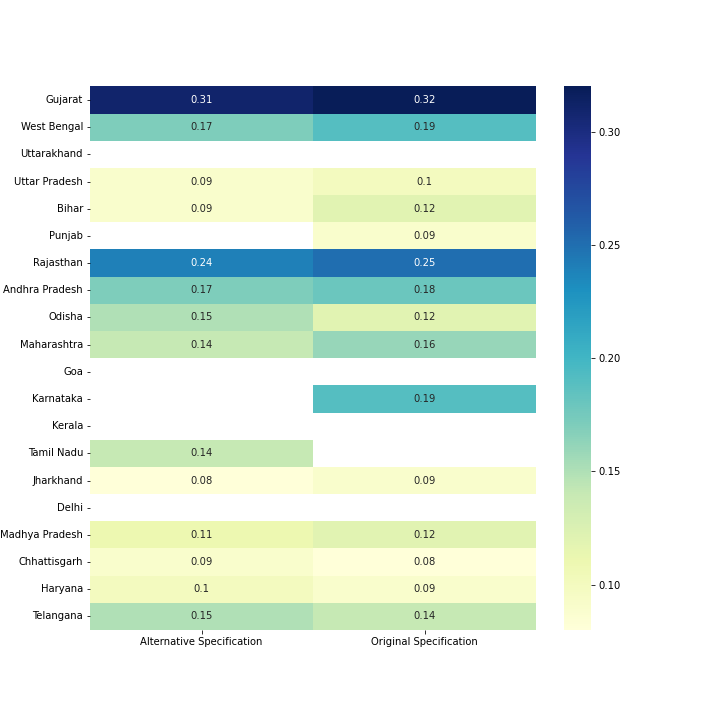 Gujarat 0.31 0.32
West Bengal 0.17 0.19
Uttarakhand
Uttar Pradesh 0.09 0.1
Bihar 0.09 0.12
Punjab 0.09
Rajasthan 0.24 0.25
Andhra Pradesh 0.17 0.18
Odisha 0.15 0.12
Maharashtra 0.14 0.16
Goa
Karnataka 0.19
Kerala
Tamil Nadu 0.14
Jharkhand 0.08 0.09
Delhi
Madhya Pradesh 0.11 0.12
Chhattisgarh 0.09 0.08
Haryana 0.1 0.09
Telangana 0.15 0.14
Alternative Specification Original Specification
0.30
0.25
0.20
0.15
0.10